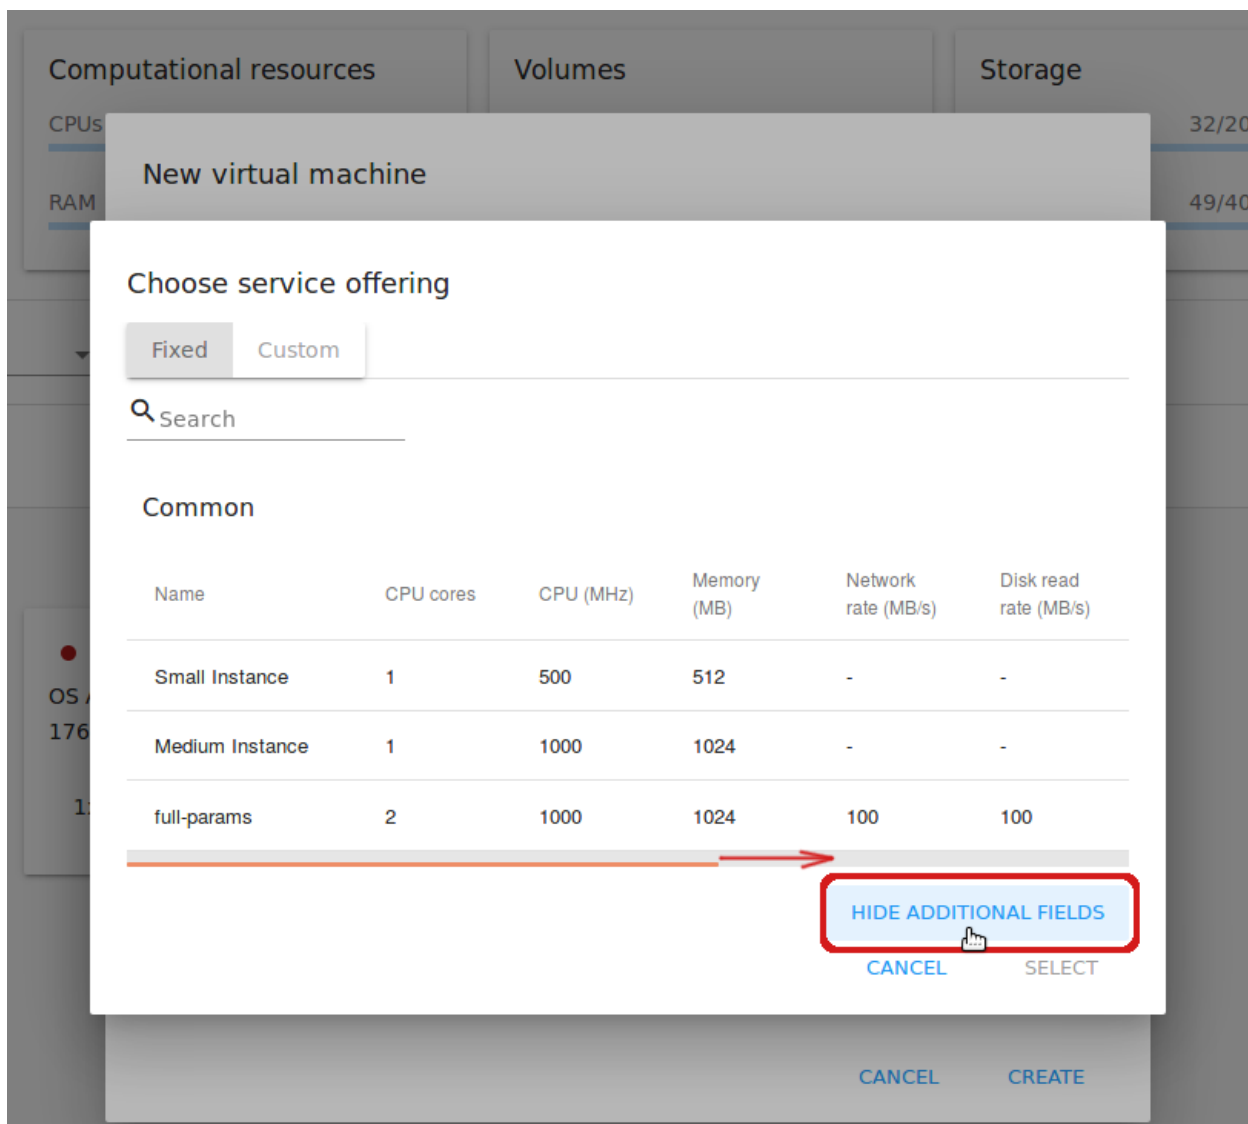 Computational resources
Volumes
Storage
CPUs
32/20
RAM
49/40
New virtual machine
Choose service offering
Fixed Custom
Search
Common
Name CPU cores CPU (MHz) Memory (MB) Network rate (MB/s) Disk read rate (MB/s)
Small Instance 1 500 512 - -
Medium Instance 1 1000 1024 - -
full-params 2 1000 1024 100 100
HIDE ADDITIONAL FIELDS
CANCEL SELECT
OS
176
CANCEL CREATE